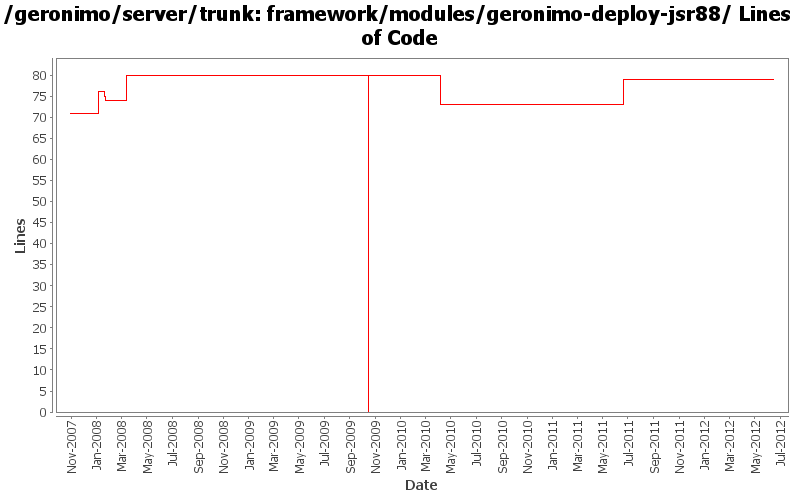 /geronimo/server/trunk: framework/modules/geronimo-deploy-jsr88/ Lines
of Code
Lines
80
75
70
65
60
55
50
45
40
35
30
25
20
15
10
5
0
Nov-2007
Jan-2008
Mar-2008
May-2008
Jul-2008
Sep-2008
Nov-2008
Jan-2009
Mar-2009
May-2009
Jul-2009
Sep-2009
Nov-2009
Jan-2010
Mar-2010
May-2010
Jul-2010
Sep-2010
Nov-2010
Jan-2011
Mar-2011
May-2011
Jul-2011
Sep-2011
Nov-2011
Jan-2012
Mar-2012
May-2012
Jul-2012
Date